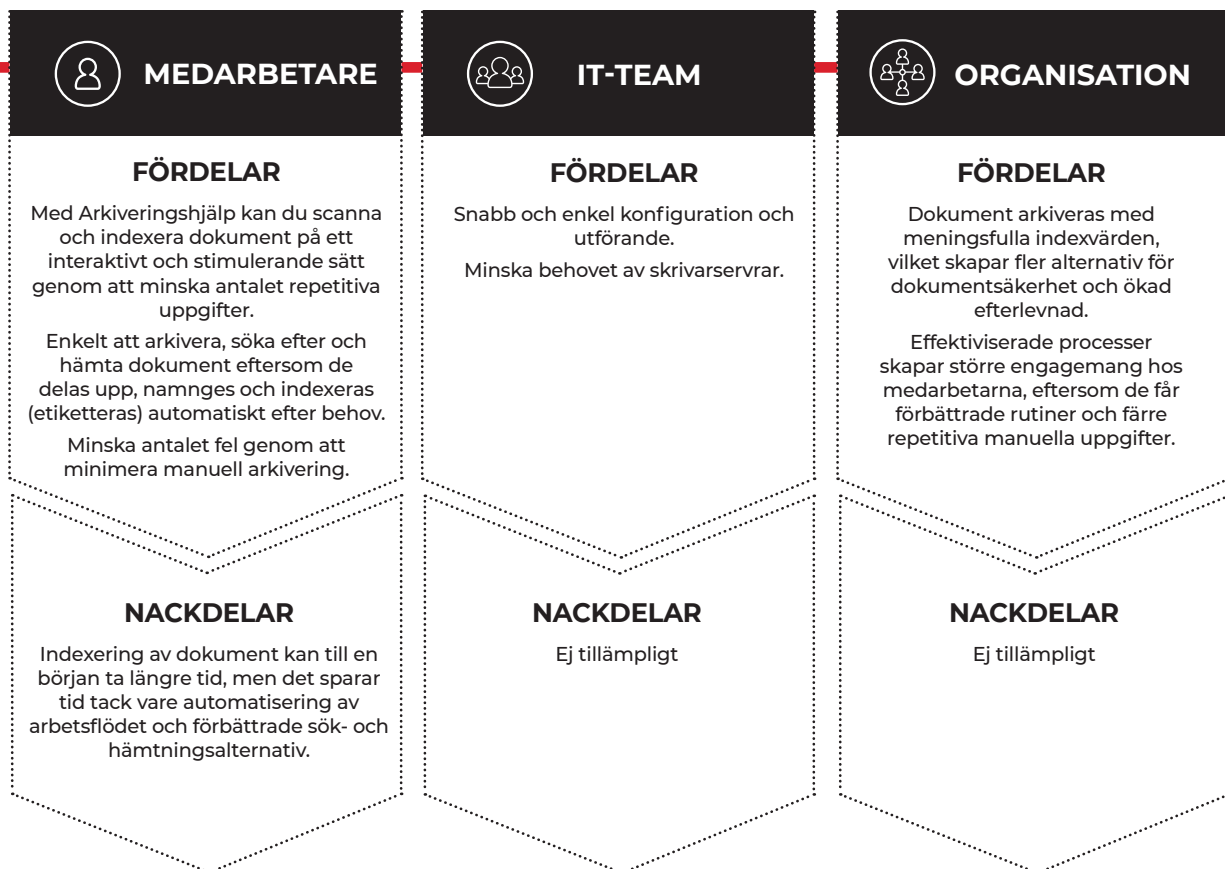 MEDARBETARE
FÖRDELAR
Med Arkiveringshjälp kan du scanna
och indexera dokument på ett
interaktivt och stimulerande sätt
genom att minska antalet repetitiva
uppgifter.
Enkelt att arkivera, söka efter och
hämta dokument eftersom de
delas upp, namnges och indexeras
(etiketteras) automatiskt efter behov.
Minska antalet fel genom att
minimera manuell arkivering.
NACKDELAR
Indexering av dokument kan till en
början ta längre tid, men det sparar
tid tack vare automatisering av
arbetsflödet och förbättrade sök- och
hämtningsalternativ.
IT-TEAM
FÖRDELAR
Snabb och enkel konfiguration och
utförande.
Minska behovet av skrivarservrar.
NACKDELAR
Ej tillämpligt
ORGANISATION
FÖRDELAR
Dokument arkiveras med
meningsfulla indexvärden,
vilket skapar fler alternativ för
dokumentsäkerhet och ökad
efterlevnad.
Effektiviserade processer
skapar större engagemang hos
medarbetarna, eftersom de får
förbättrade rutiner och färre
repetitiva manuella uppgifter.
NACKDELAR
Ej tillämpligt